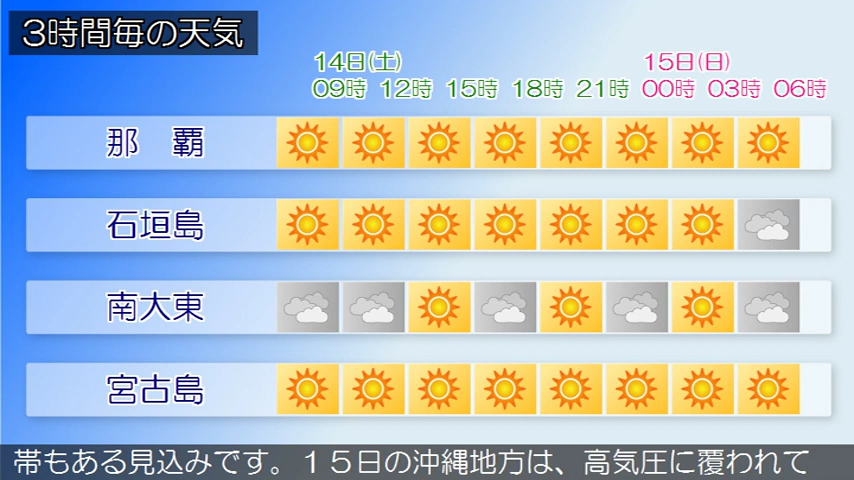 3時間毎の天気
14日(土) 15日(日)
09時 12時 15時 18時 21時 00時 03時 06時
那　覇
石垣島
南大東
宮古島
帯もある見込みです。１５日の沖縄地方は、高気圧に覆われて